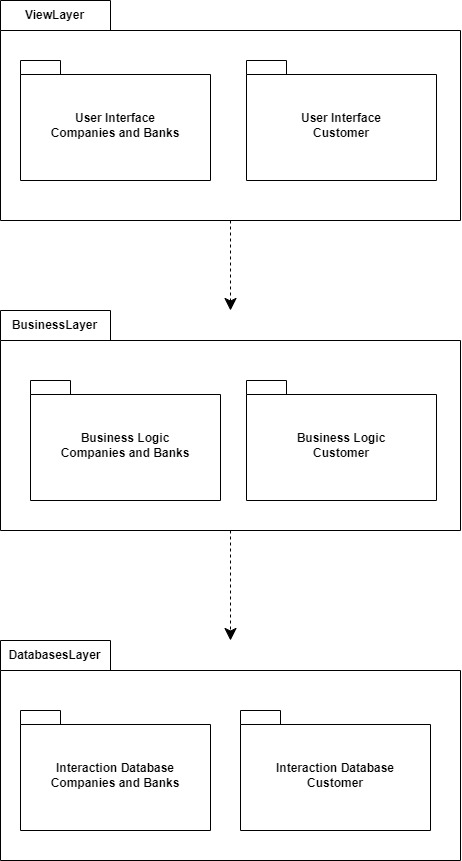 ViewLayer
User Interface
Companies and Banks
User Interface
Customer
BusinessLayer
Business Logic
Companies and Banks
Business Logic
Customer
DatabasesLayer
Interaction Database
Companies and Banks
Interaction Database
Customer